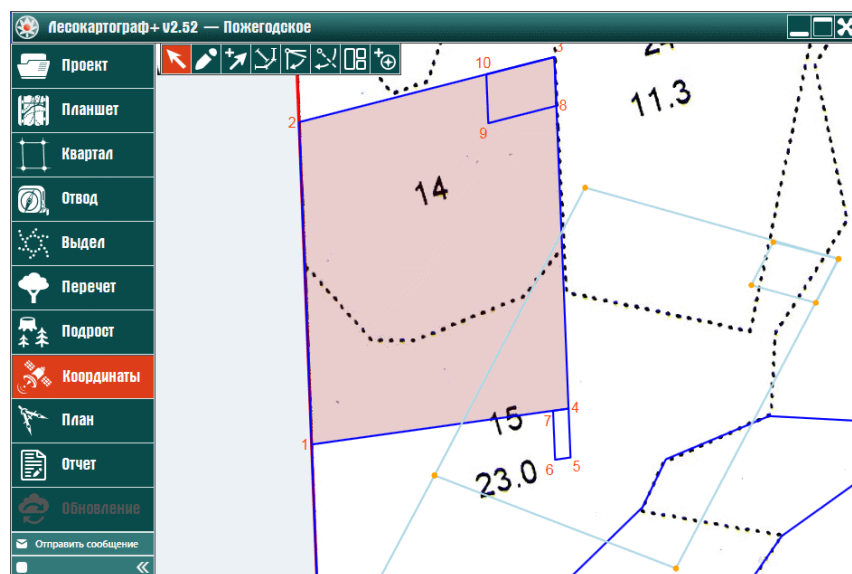 Лесокартограф+ v2.52 — Пожегодское
Проект
Планшет
Квартал
Отвод
Выдел
Перечет
Подрост
Координаты
План
Отчет
Обновление
Отправить сообщение
«
3
10
11.3
8
2
9
14
4
7
15
1
6
5
23.0